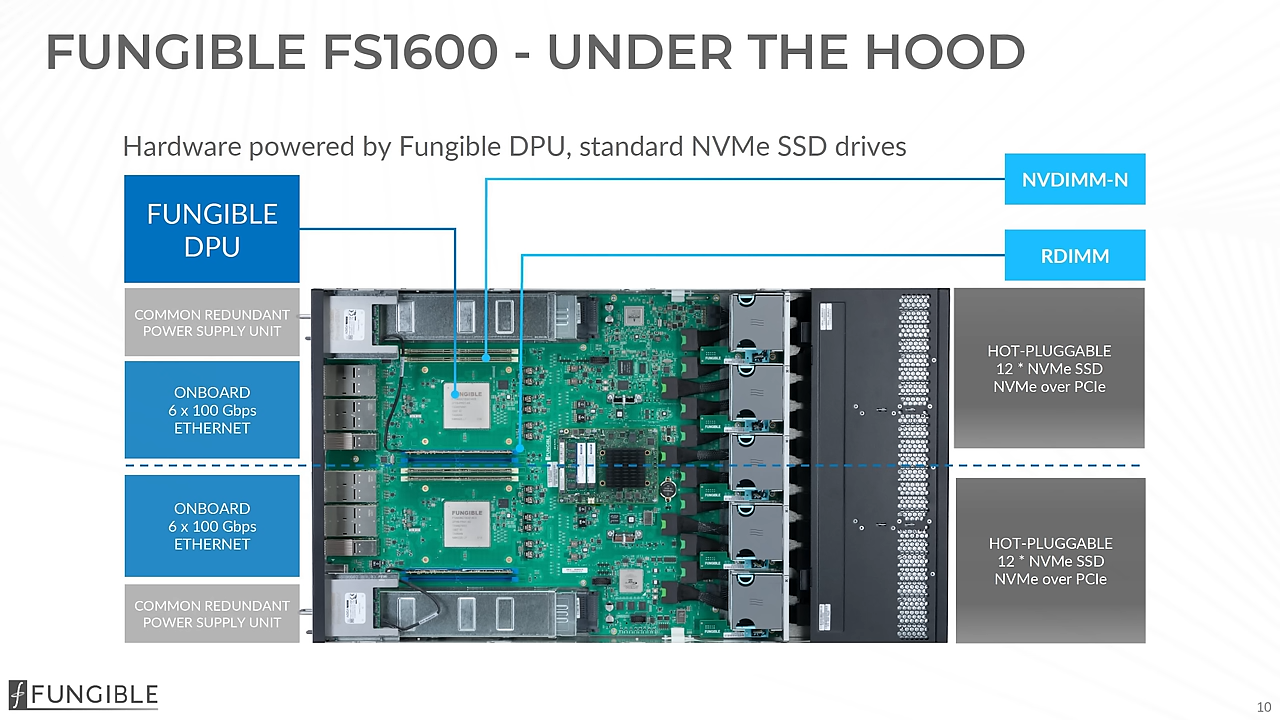 FUNGIBLE FS1600 - UNDER THE HOOD
Hardware powered by Fungible DPU, standard NVMe SSD drives
NVDIMM-N
FUNGIBLE
DPU
RDIMM
COMMON REDUNDANT
POWER SUPPLY UNIT
HOT-PLUGGABLE
12 * NVMe SSD
NVMe over PCIe
ONBOARD
6 x 100 Gbps
ETHERNET
ONBOARD
6 x 100 Gbps
ETHERNET
HOT-PLUGGABLE
12 * NVMe SSD
NVMe over PCIe
COMMON REDUNDANT
POWER SUPPLY UNIT
FUNGIBLE
FUNGIBLE
10